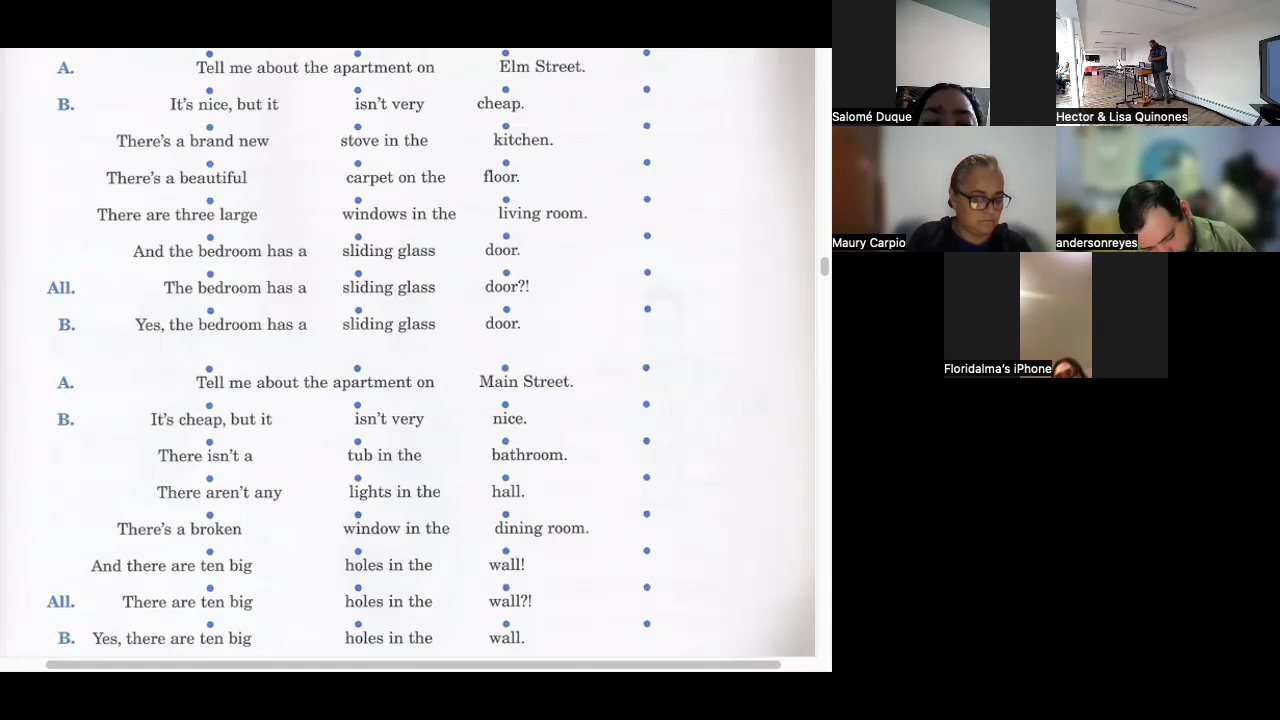 A. Tell me about the apartment on Elm Street.
B. It's nice, but it isn't very cheap.
There's a brand new stove in the kitchen.
There's a beautiful carpet on the floor.
There are three large windows in the living room.
And the bedroom has a sliding glass door.
All. The bedroom has a sliding glass door?!
B. Yes, the bedroom has a sliding glass door.
A. Tell me about the apartment on Main Street.
B. It's cheap, but it isn't very nice.
There isn't a tub in the bathroom.
There aren't any lights in the hall.
There's a broken window in the dining room.
And there are ten big holes in the wall!
All. There are ten big holes in the wall?!
B. Yes, there are ten big holes in the wall.
Salomé Duque
Hector & Lisa Quinones
Maury Carpio
andersonreyes
Floridalma's iPhone